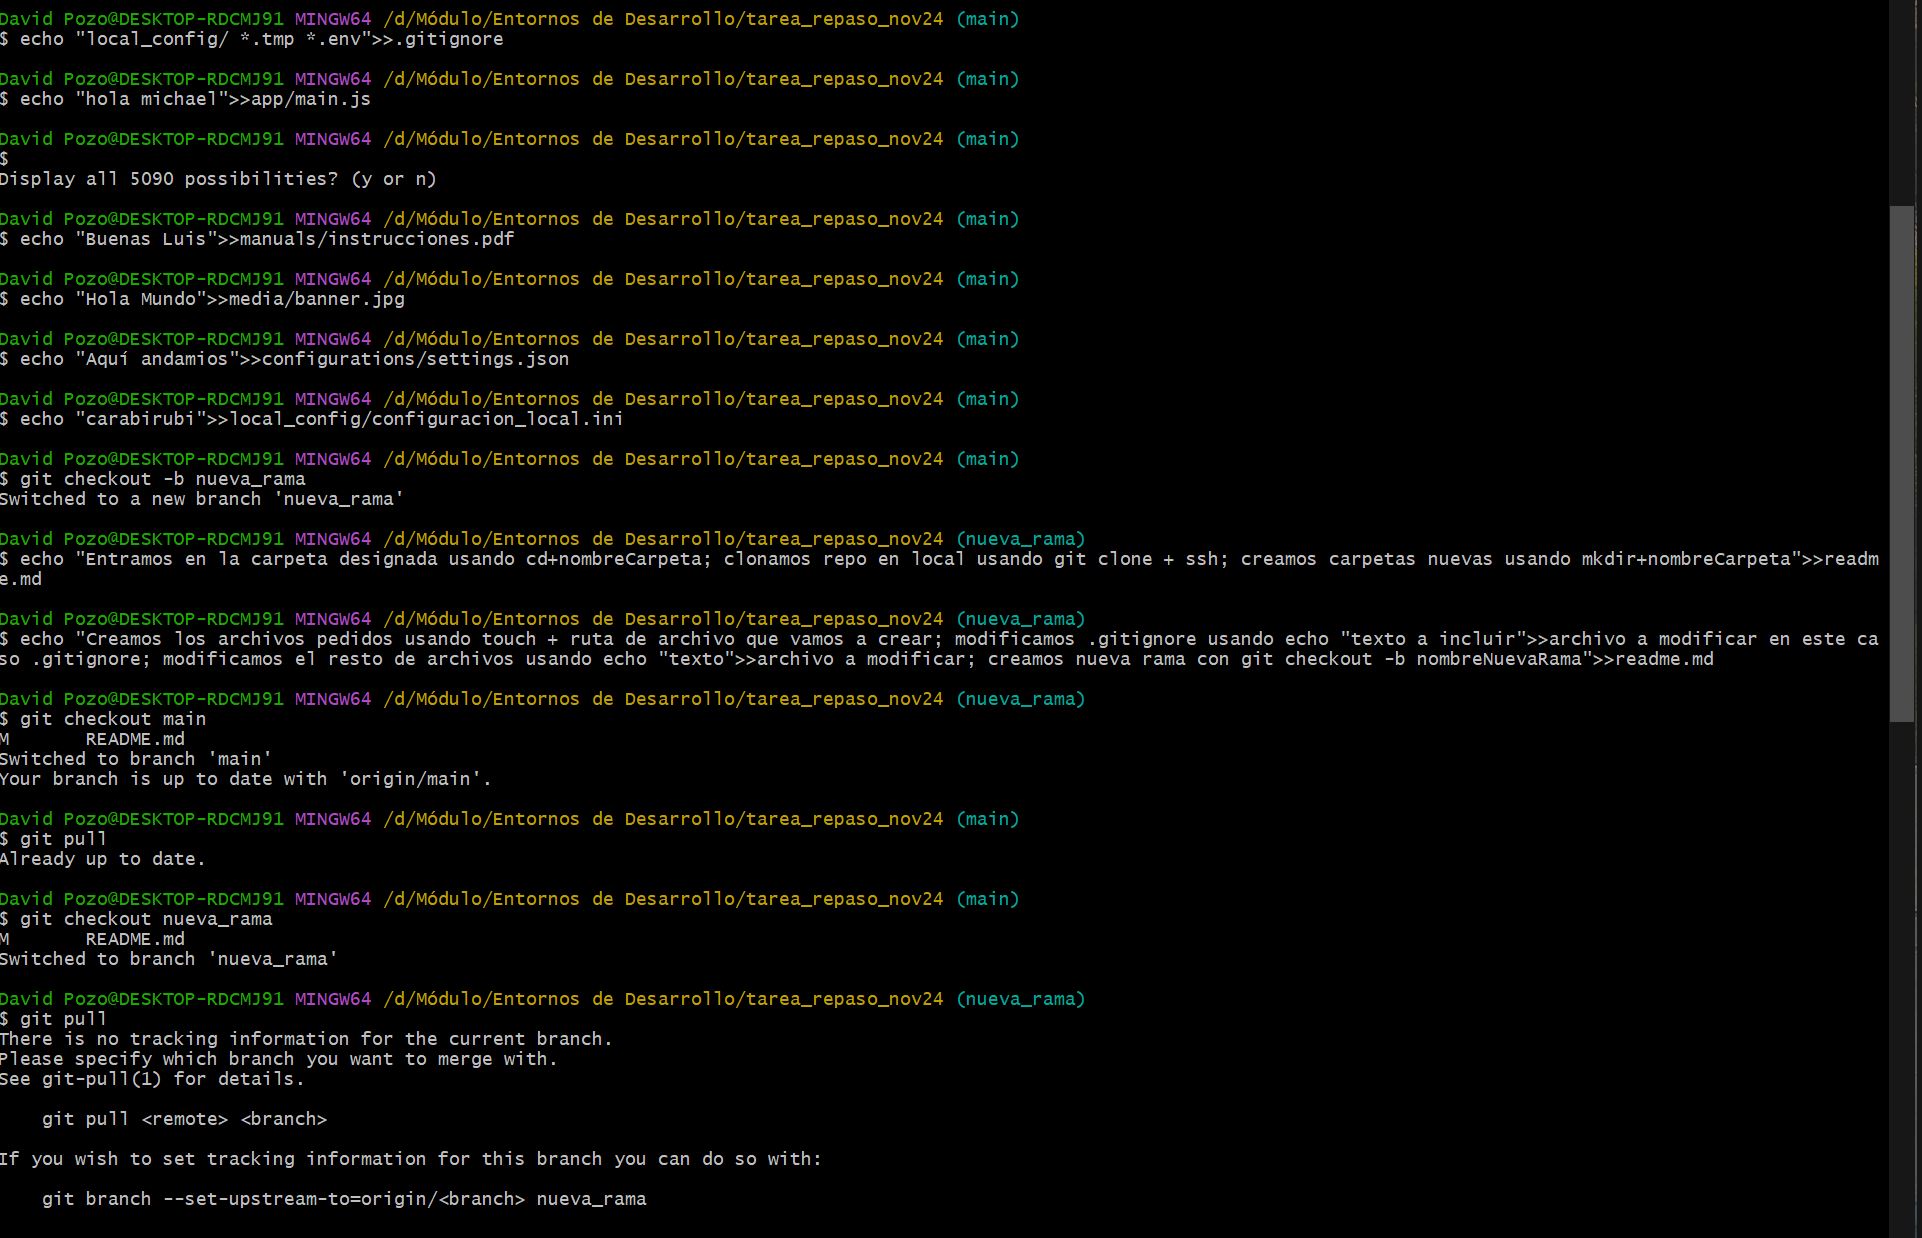 David Pozo@DESKTOP-RDCMJ91 MINGW64 /d/Módulo/Entornos de Desarrollo/tarea_repaso_nov24 (main)
$ echo "local_config/ *.tmp *.env">>.gitignore
David Pozo@DESKTOP-RDCMJ91 MINGW64 /d/Módulo/Entornos de Desarrollo/tarea_repaso_nov24 (main)
$ echo "hola michael">>app/main.js
David Pozo@DESKTOP-RDCMJ91 MINGW64 /d/Módulo/Entornos de Desarrollo/tarea_repaso_nov24 (main)
$
Display all 5090 possibilities? (y or n)
David Pozo@DESKTOP-RDCMJ91 MINGW64 /d/Módulo/Entornos de Desarrollo/tarea_repaso_nov24 (main)
$ echo "Buenas Luis">>manuals/instrucciones.pdf
David Pozo@DESKTOP-RDCMJ91 MINGW64 /d/Módulo/Entornos de Desarrollo/tarea_repaso_nov24 (main)
$ echo "Hola Mundo">>media/banner.jpg
David Pozo@DESKTOP-RDCMJ91 MINGW64 /d/Módulo/Entornos de Desarrollo/tarea_repaso_nov24 (main)
$ echo "Aquí andamios">>configurations/settings.json
David Pozo@DESKTOP-RDCMJ91 MINGW64 /d/Módulo/Entornos de Desarrollo/tarea_repaso_nov24 (main)
$ echo "carabirubi">>local_config/configuracion_local.ini
David Pozo@DESKTOP-RDCMJ91 MINGW64 /d/Módulo/Entornos de Desarrollo/tarea_repaso_nov24 (main)
$ git checkout -b nueva_rama
Switched to a new branch 'nueva_rama'
David Pozo@DESKTOP-RDCMJ91 MINGW64 /d/Módulo/Entornos de Desarrollo/tarea_repaso_nov24 (nueva_rama)
$ echo "Entramos en la carpeta designada usando cd+nombreCarpeta; clonamos repo en local usando git clone + ssh; creamos carpetas nuevas usando mkdir+nombreCarpeta">>readm
e.md
David Pozo@DESKTOP-RDCMJ91 MINGW64 /d/Módulo/Entornos de Desarrollo/tarea_repaso_nov24 (nueva_rama)
$ echo "Creamos los archivos pedidos usando touch + ruta de archivo que vamos a crear; modificamos .gitignore usando echo "texto a incluir">>archivo a modificar en este ca
so .gitignore; modificamos el resto de archivos usando echo "texto">>archivo a modificar; creamos nueva rama con git checkout -b nombreNuevaRama">>readme.md
David Pozo@DESKTOP-RDCMJ91 MINGW64 /d/Módulo/Entornos de Desarrollo/tarea_repaso_nov24 (nueva_rama)
$ git checkout main
M       README.md
Switched to branch 'main'
Your branch is up to date with 'origin/main'.
David Pozo@DESKTOP-RDCMJ91 MINGW64 /d/Módulo/Entornos de Desarrollo/tarea_repaso_nov24 (main)
$ git pull
Already up to date.
David Pozo@DESKTOP-RDCMJ91 MINGW64 /d/Módulo/Entornos de Desarrollo/tarea_repaso_nov24 (main)
$ git checkout nueva_rama
M       README.md
Switched to branch 'nueva_rama'
David Pozo@DESKTOP-RDCMJ91 MINGW64 /d/Módulo/Entornos de Desarrollo/tarea_repaso_nov24 (nueva_rama)
$ git pull
There is no tracking information for the current branch.
Please specify which branch you want to merge with.
See git-pull(1) for details.
    git pull <remote> <branch>
If you wish to set tracking information for this branch you can do so with:
    git branch --set-upstream-to=origin/<branch> nueva_rama